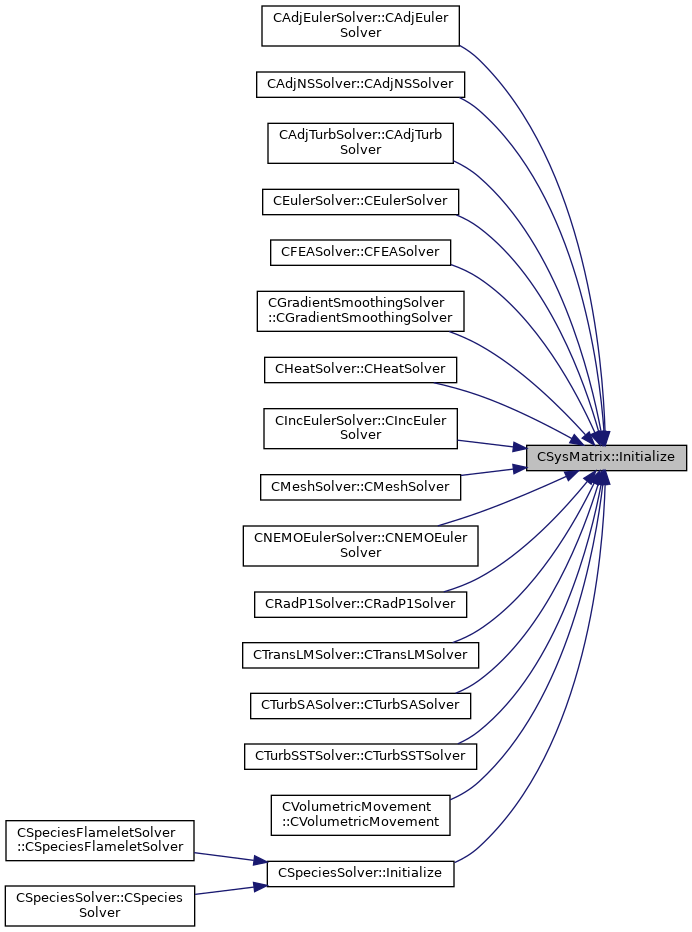 CAdjEulerSolver::CAdjEuler
Solver
CAdjNSSolver::CAdjNSSolver
CAdjTurbSolver::CAdjTurb
Solver
CEulerSolver::CEulerSolver
CFEASolver::CFEASolver
CGradientSmoothingSolver
::CGradientSmoothingSolver
CHeatSolver::CHeatSolver
CIncEulerSolver::CIncEuler
Solver
CSysMatrix::Initialize
CMeshSolver::CMeshSolver
CNEMOEulerSolver::CNEMOEuler
Solver
CRadP1Solver::CRadP1Solver
CTransLMSolver::CTransLMSolver
CTurbSASolver::CTurbSASolver
CTurbSSTSolver::CTurbSSTSolver
CVolumetricMovement
::CVolumetricMovement
CSpeciesFlameletSolver
::CSpeciesFlameletSolver
CSpeciesSolver::Initialize
CSpeciesSolver::CSpecies
Solver